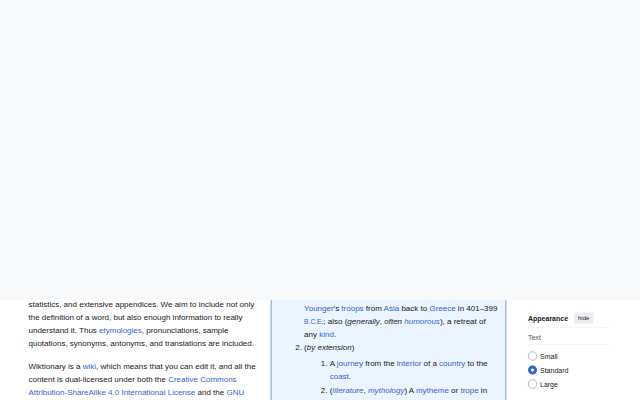 statistics, and extensive appendices. We aim to include not only
the definition of a word, but also enough information to really
understand it. Thus etymologies, pronunciations, sample
quotations, synonyms, antonyms, and translations are included.
Wiktionary is a wiki, which means that you can edit it, and all the
content is dual-licensed under both the Creative Commons
Attribution-ShareAlike 4.0 International License and the GNU
Younger's troops from Asia back to Greece in 401–399
B.C.E.; also (generally, often humorous), a retreat of
any kind.
2. (by extension)
1. A journey from the interior of a country to the
coast.
2. (literature, mythology) A mytheme or trope in
Appearance hide
Text
Small
Standard
Large